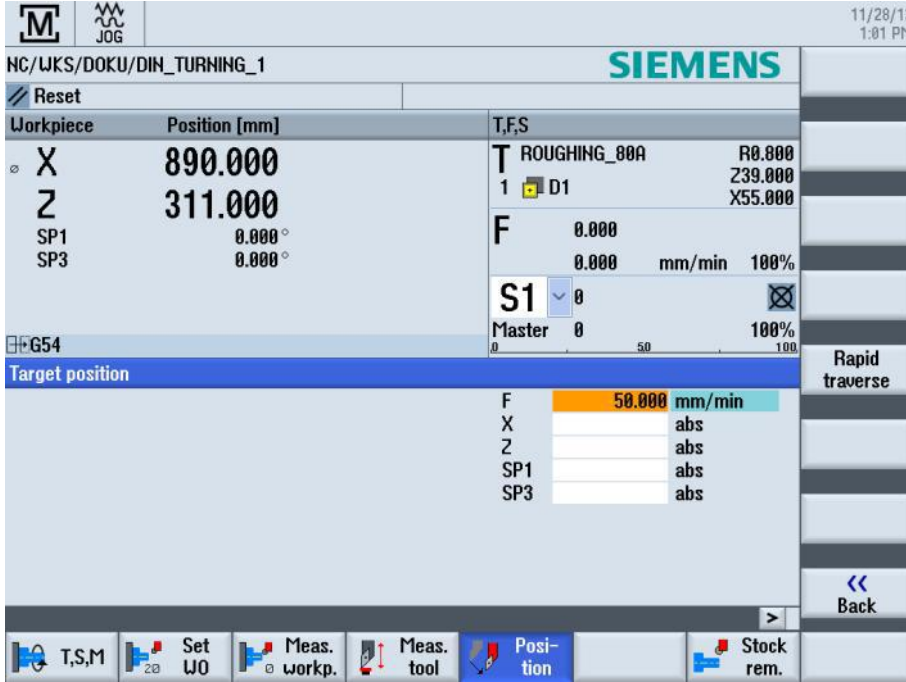 M
JOG
11/28/1
1:01 PM
NC/WKS/DOKU/DIN_TURNING_1
SIEMENS
Reset
Workpiece Position [mm]
T,F,S
⌀ X 890.000
Z 311.000
SP1 0.000°
SP3 0.000°
T ROUGHING_80A R0.800
Z39.000
1 D1
X55.000
F 0.000
0.000 mm/min 100%
S1 0
Master 0 100%
0 50 100
G54
Target position
F 50.000 mm/min
X abs
Z abs
SP1 abs
SP3 abs
Rapid
traverse
<<
Back
>
T,S,M
20
Set
WO
⌀
Meas.
workp.
Meas.
tool
Posi-
tion
Stock
rem.